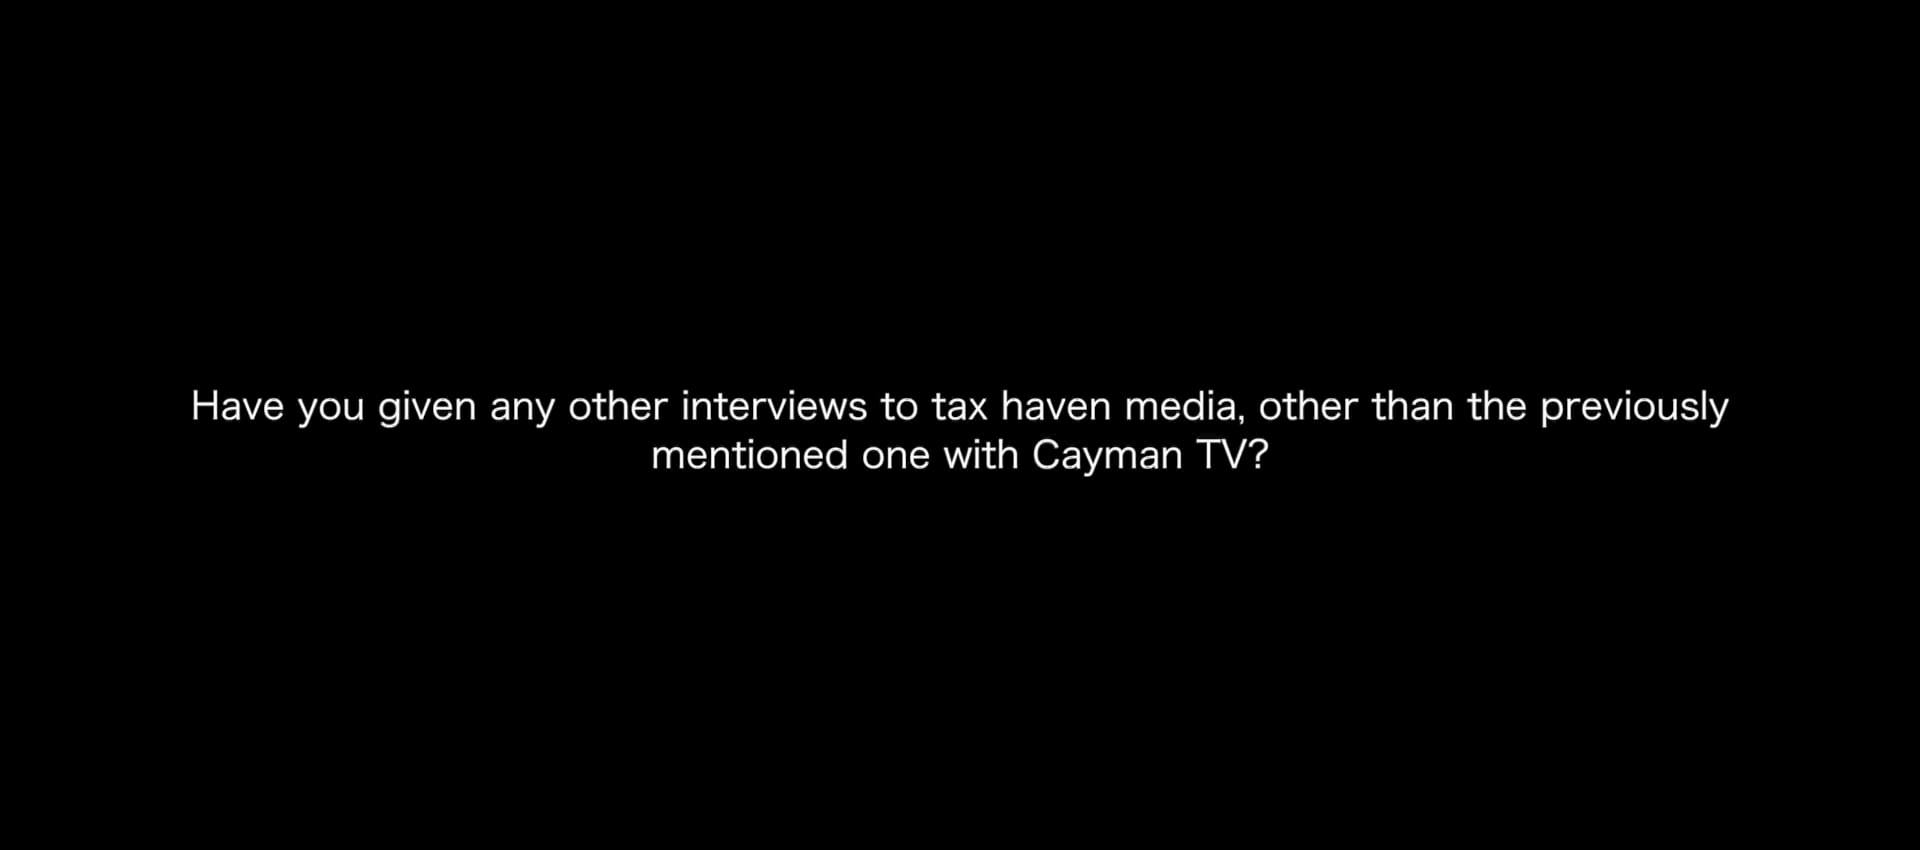 Have you given any other interviews to tax haven media, other than the previously
mentioned one with Cayman TV?